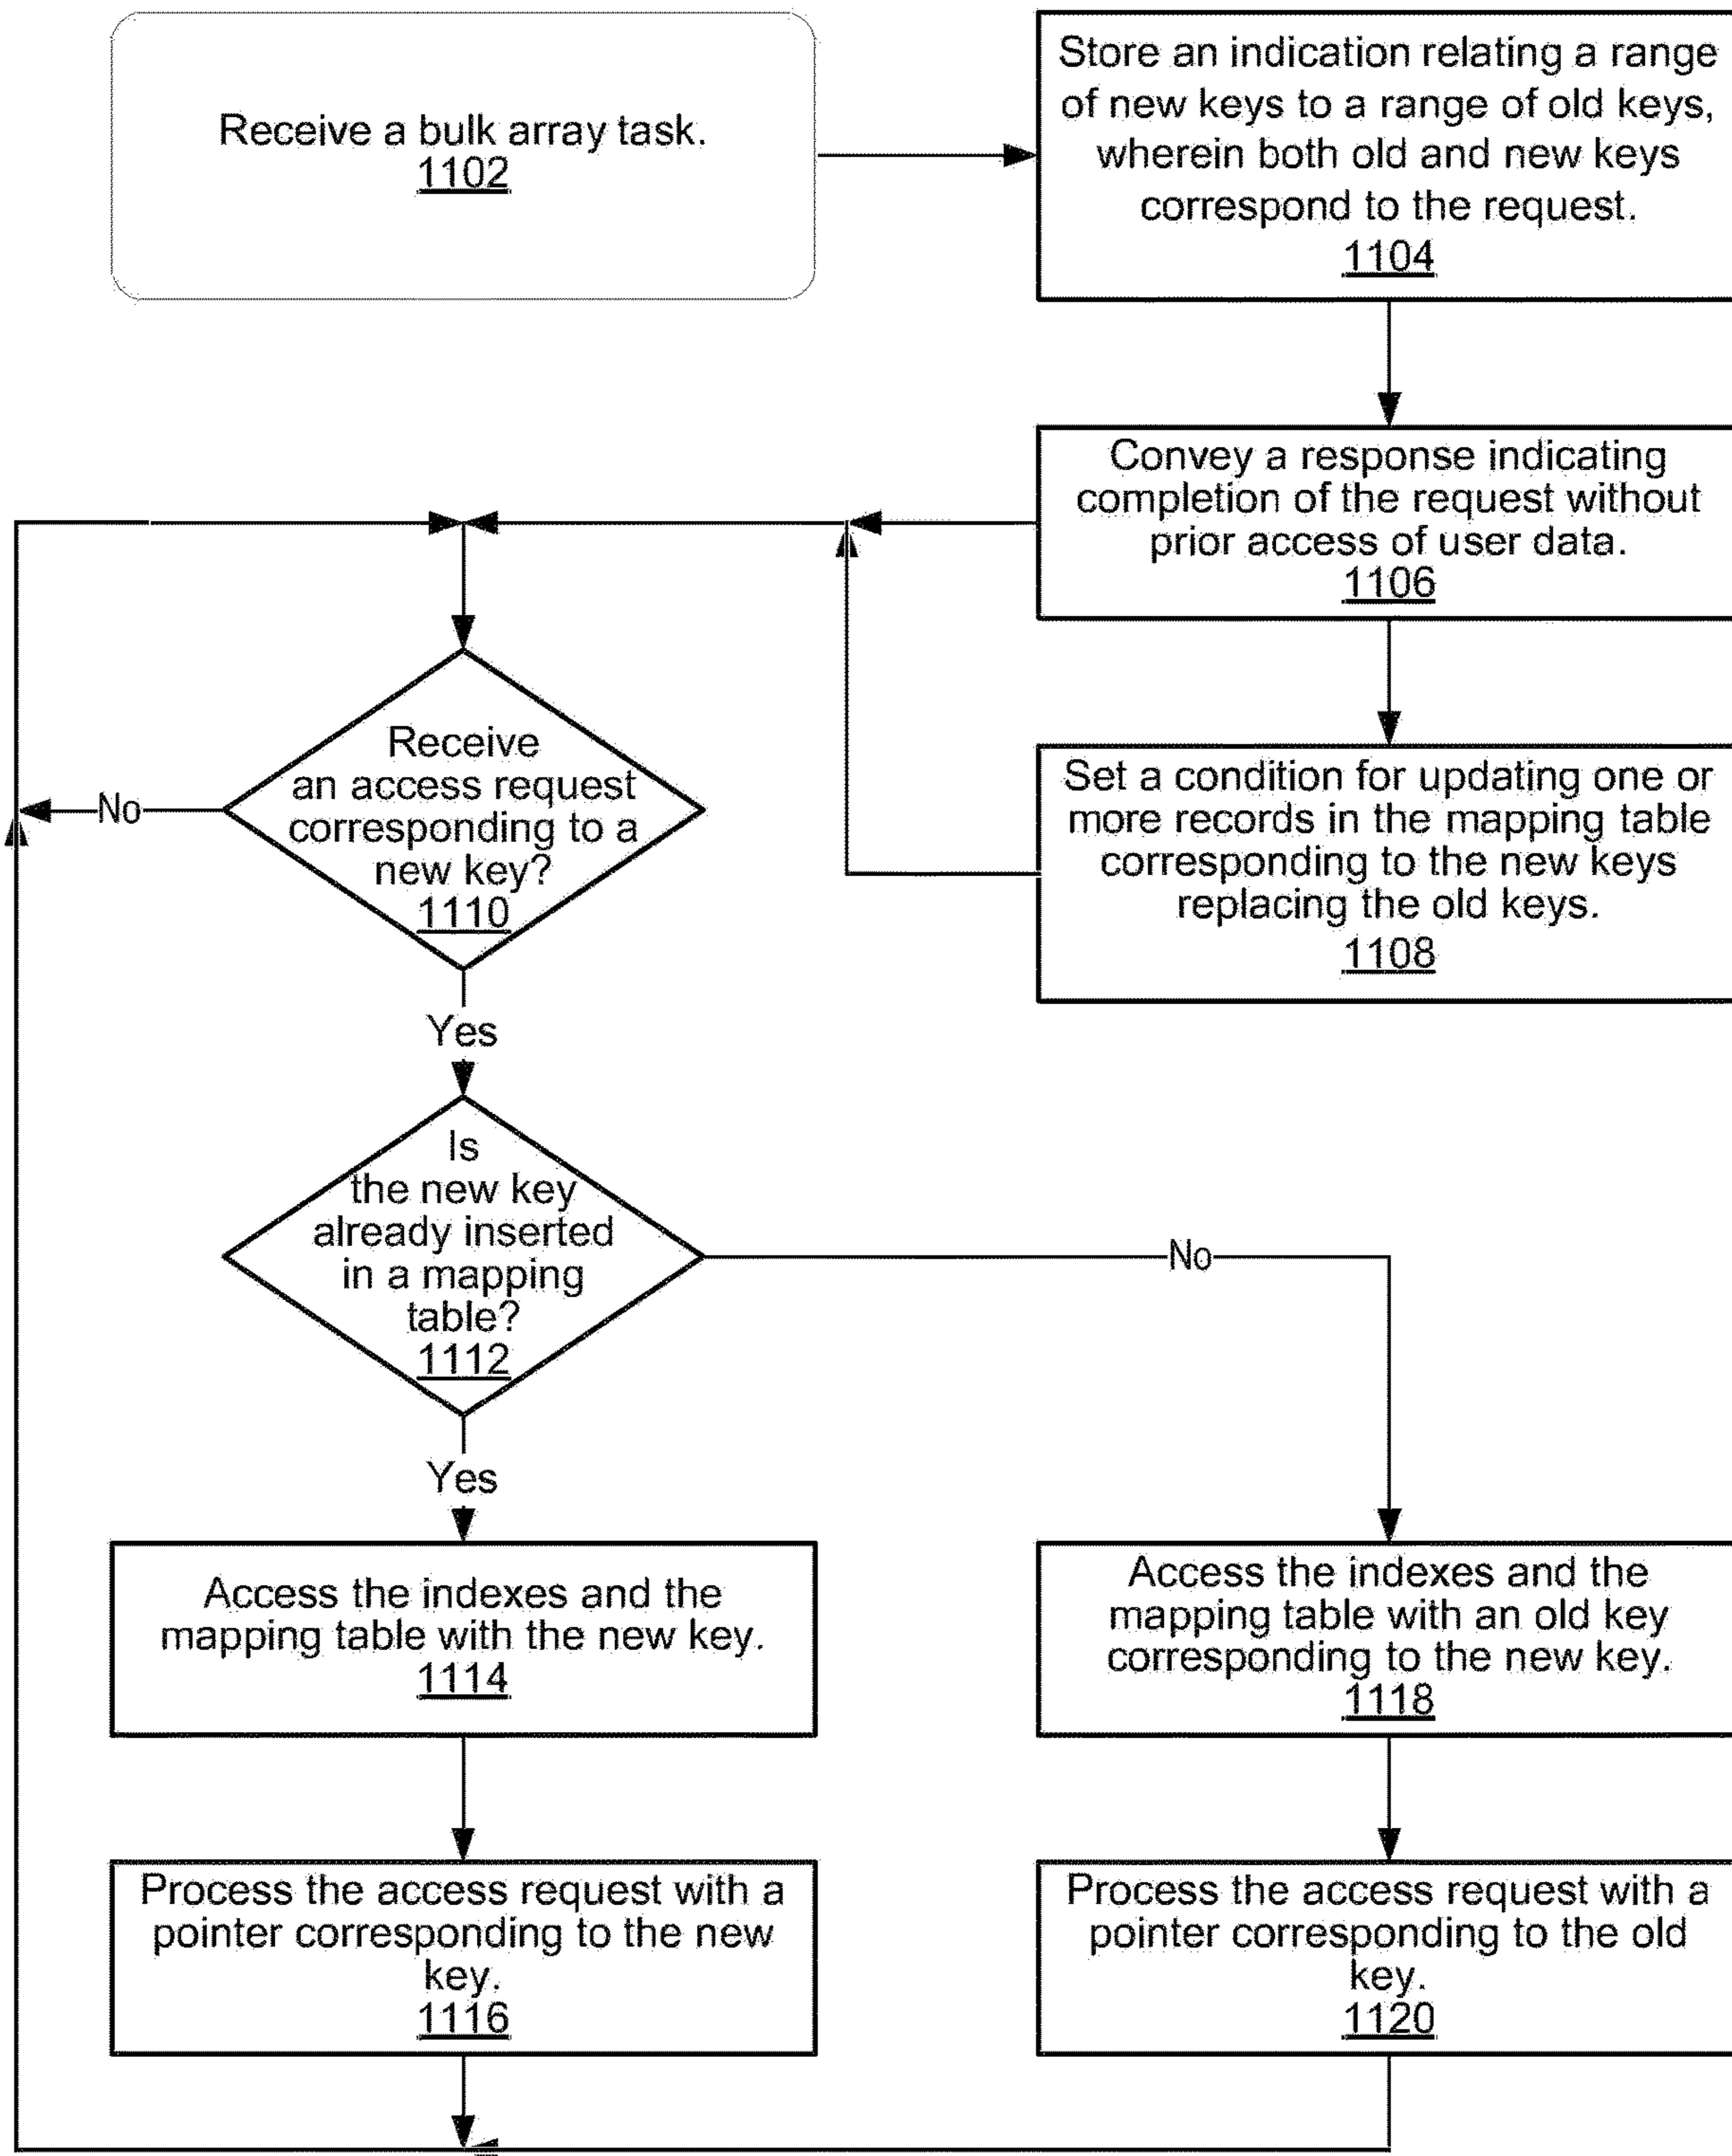 Receive a bulk array task.
1102
Store an indication relating a range
of new keys to a range of old keys,
wherein both old and new keys
correspond to the request.
1104
Convey a response indicating
completion of the request without
prior access of user data.
1106
Set a condition for updating one or
more records in the mapping table
corresponding to the new keys
replacing the old keys.
1108
Receive
an access request
corresponding to a
new key?
1110
No
Yes
Is
the new key
already inserted
in a mapping
table?
1112
No
Yes
Access the indexes and the
mapping table with the new key.
1114
Access the indexes and the
mapping table with an old key
corresponding to the new key.
1118
Process the access request with a
pointer corresponding to the new
key.
1116
Process the access request with a
pointer corresponding to the old
key.
1120